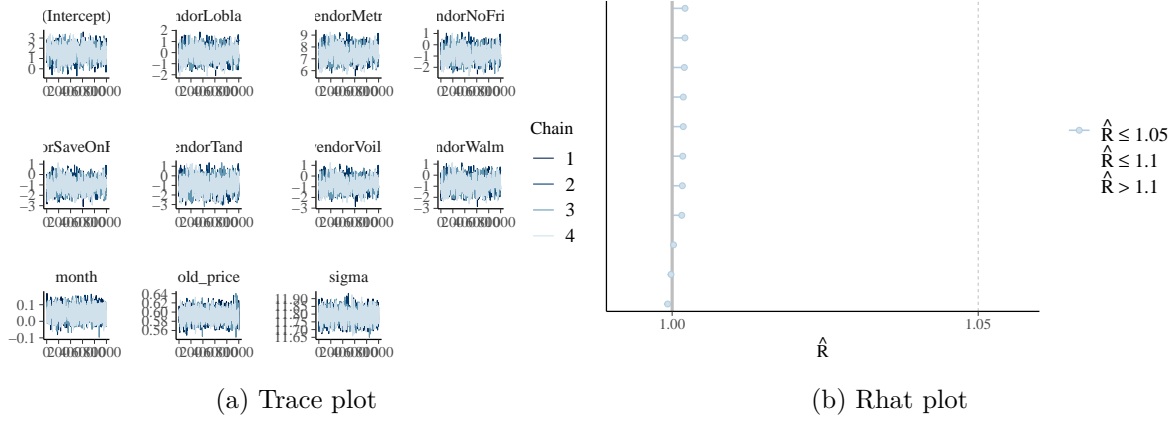 (Intercept) ndorLobla endorMetr ndorNoFri
3 2 1 0
2 1 0 −1 −2
9 8 7 6
1 0 −1 −2
orSaveOnF endorTand vendorVoil ndorWalm
1 0 −1 −2 −3
1 0 −1 −2 −3
1 0 −1 −2 −3
1 0 −1 −2 −3
month old_price sigma
0.1 0.0 −0.1
0.64 0.62 0.60 0.58 0.56
11.90 11.85 11.80 11.75 11.70 11.65
Chain
1
2
3
4
(a) Trace plot
1.00 1.05
R̂
R̂ ≤ 1.05
R̂ ≤ 1.1
R̂ > 1.1
(b) Rhat plot